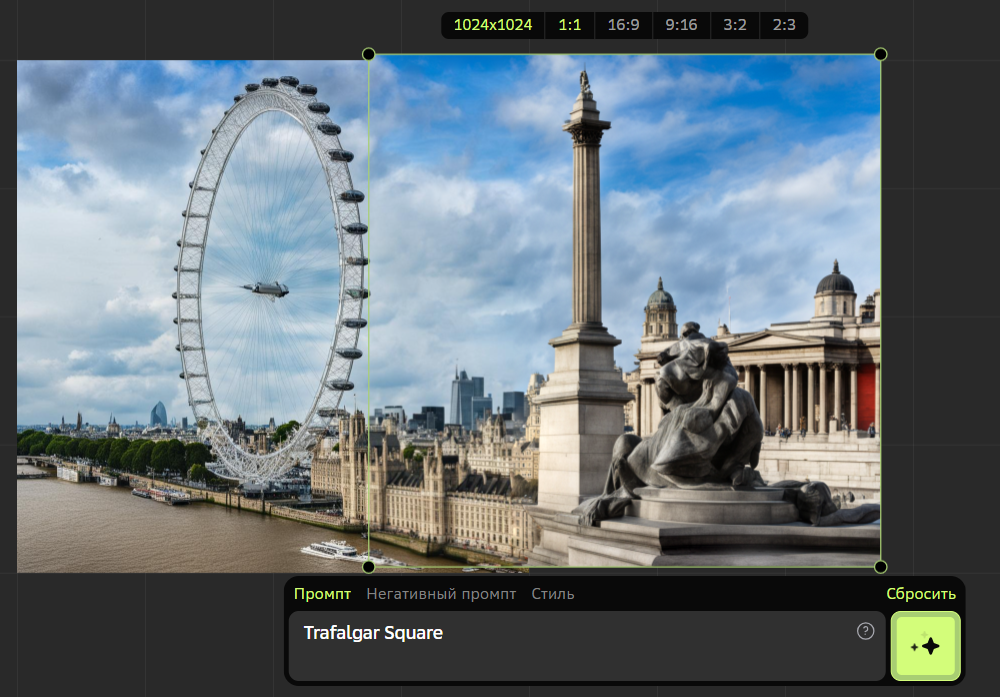 1024x1024 1:1 16:9 9:16 3:2 2:3
Промпт Негативный промпт Стиль Сбросить
Trafalgar Square ?